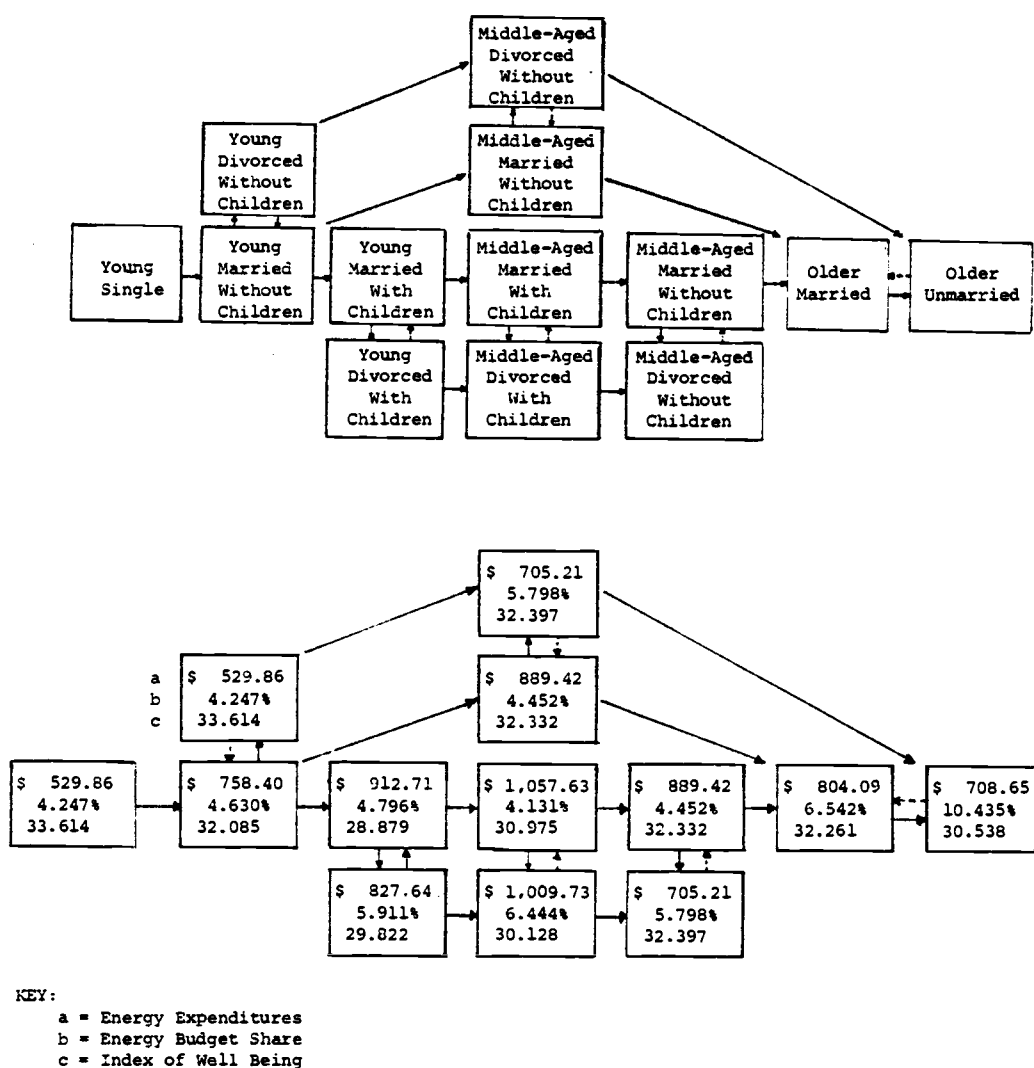 Middle-Aged
Divorced
Without
Children
Young
Divorced
Without
Children
Middle-Aged
Married
Without
Children
Young
Single
Young
Married
Without
Children
Young
Married
With
Children
Middle-Aged
Married
With
Children
Middle-Aged
Married
Without
Children
Older
Married
Older
Unmarried
Young
Divorced
With
Children
Middle-Aged
Divorced
With
Children
Middle-Aged
Divorced
Without
Children
$ 705.21
5.798%
32.397
a
b
c
$ 529.86
4.247%
33.614
$ 889.42
4.452%
32.332
$ 529.86
4.247%
33.614
$ 758.40
4.630%
32.085
$ 912.71
4.796%
28.879
$ 1,057.63
4.131%
30.975
$ 889.42
4.452%
32.332
$ 804.09
6.542%
32.261
$ 708.65
10.435%
30.538
$ 827.64
5.911%
29.822
$ 1,009.73
6.444%
30.128
$ 705.21
5.798%
32.397
KEY:
a = Energy Expenditures
b = Energy Budget Share
c = Index of Well Being